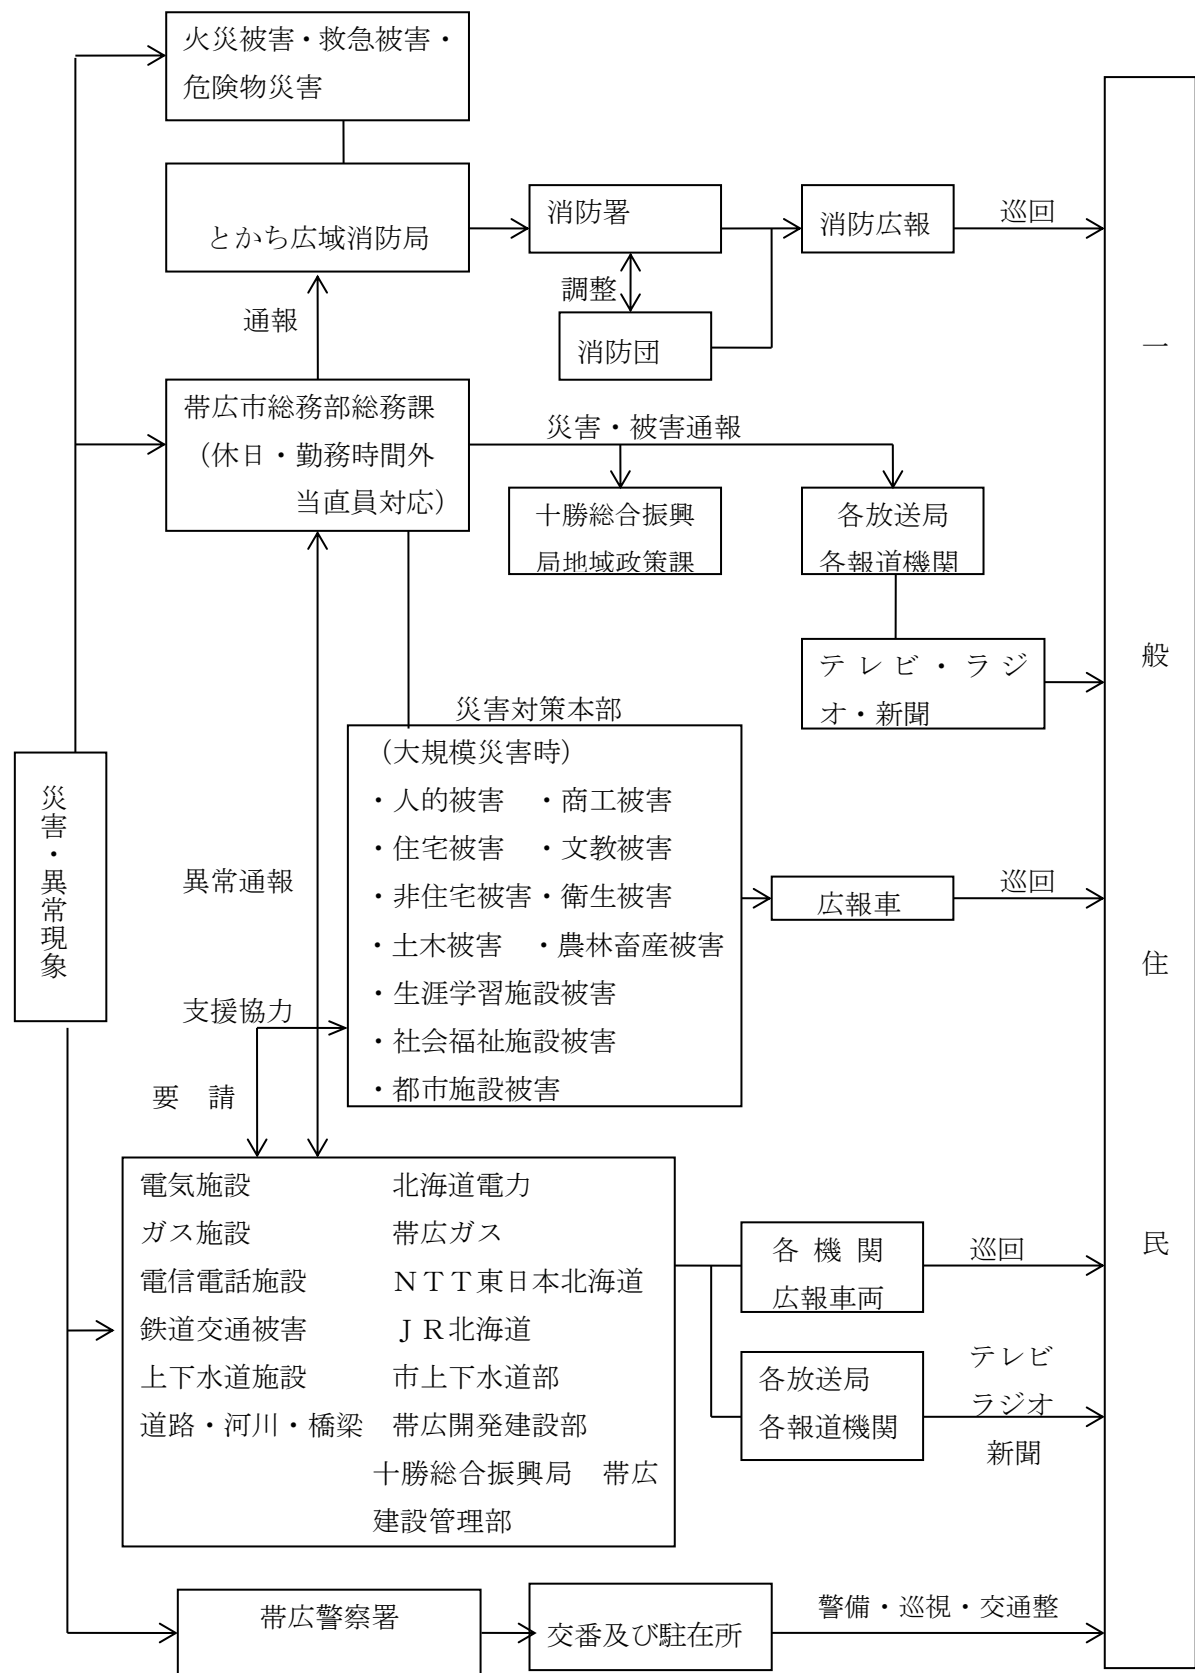 火災被害・救急被害・
危険物災害
とかち広域消防局
消防署
消防広報
巡回
調整
通報
消防団
帯広市総務部総務課
（休日・勤務時間外
当直員対応）
災害・被害通報
十勝総合振興
局地域政策課
各放送局
各報道機関
テレビ・ラジ
オ・新聞
災害対策本部
（大規模災害時）
・人的被害　・商工被害
・住宅被害　・文教被害
・非住宅被害・衛生被害
・土木被害　・農林畜産被害
・生涯学習施設被害
・社会福祉施設被害
・都市施設被害
広報車
巡回
災害・異常現象
異常通報
支援協力
要　請
電気施設　北海道電力
ガス施設　帯広ガス
電信電話施設　ＮＴＴ東日本北海道
鉄道交通被害　ＪＲ北海道
上下水道施設　市上下水道部
道路・河川・橋梁　帯広開発建設部
十勝総合振興局　帯広
建設管理部
各 機 関
広報車両
巡回
各放送局
各報道機関
テレビ
ラジオ
新聞
帯広警察署
交番及び駐在所
警備・巡視・交通整
一般住民